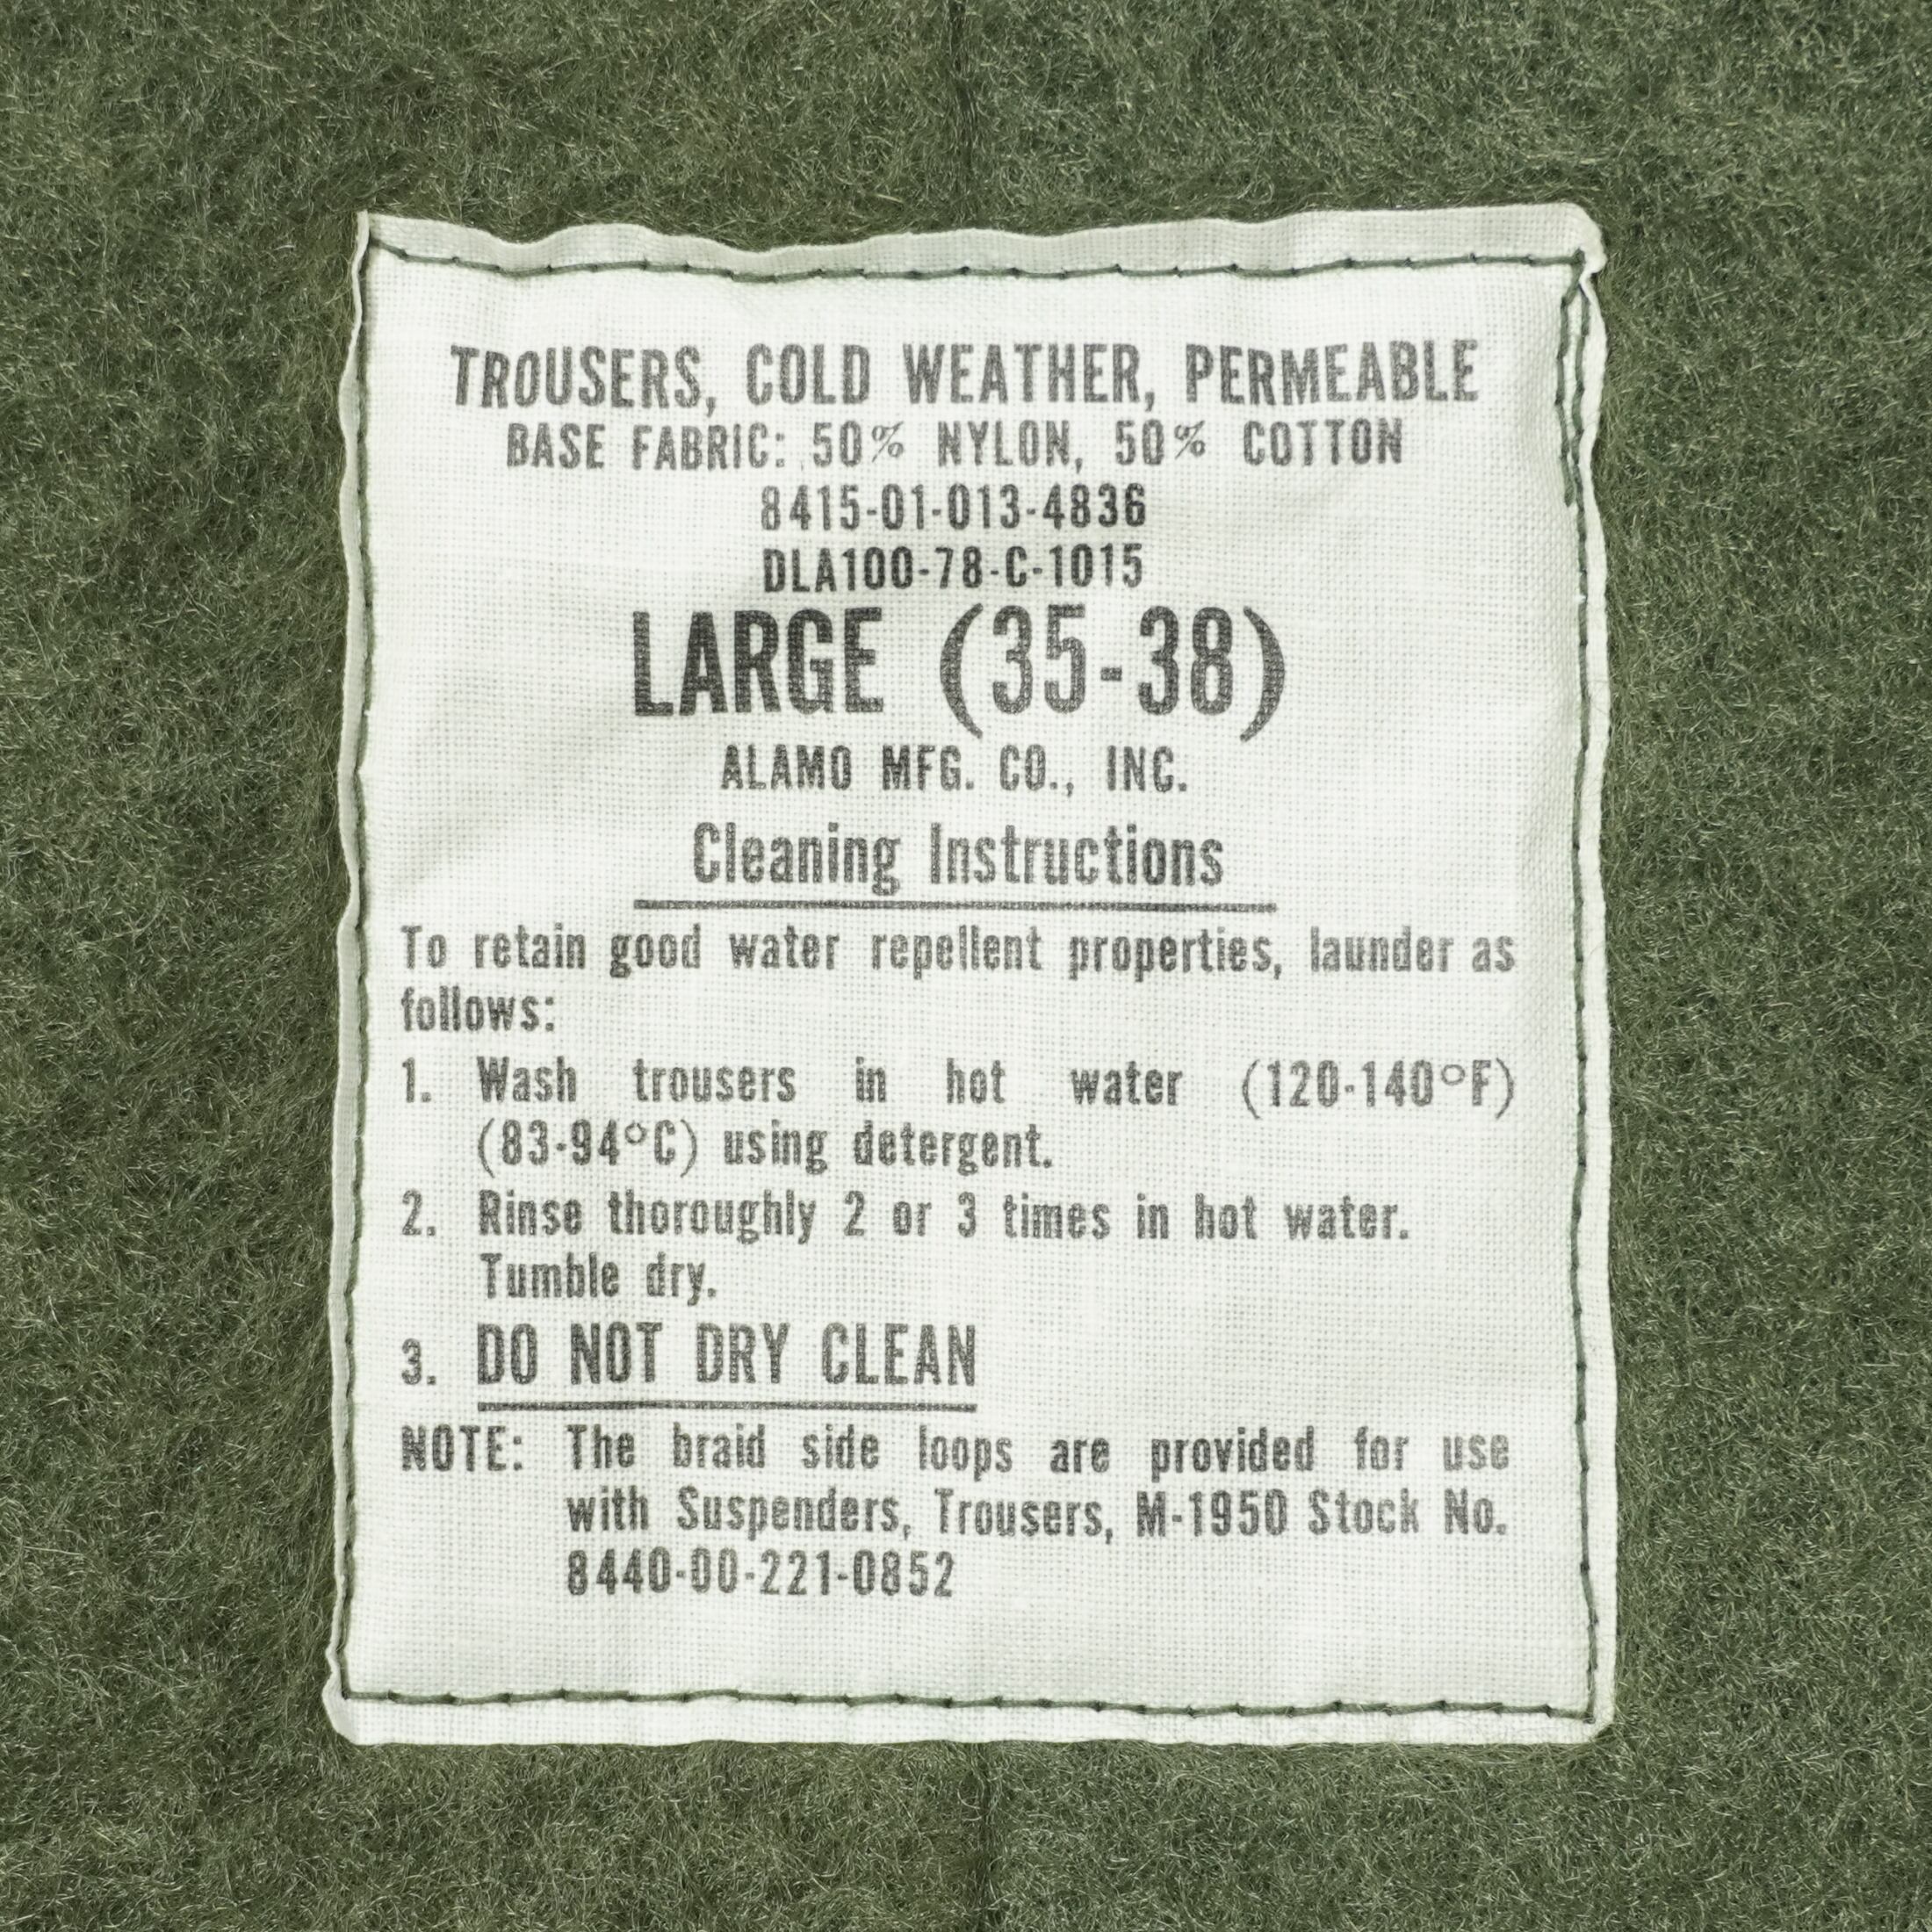 TROUSERS, COLD WEATHER, PERMEABLE
BASE FABRIC: 50% NYLON, 50% COTTON
8415-01-013-4836
DLA100-78-C-1015
LARGE (35-38)
ALAMO MFG. CO., INC.
Cleaning Instructions
To retain good water repellent properties, launder as
follows:
1. Wash trousers in hot water (120-140°F)
(83-94°C) using detergent.
2. Rinse thoroughly 2 or 3 times in hot water.
Tumble dry.
3. DO NOT DRY CLEAN
NOTE: The braid side loops are provided for use
with Suspenders, Trousers, M-1950 Stock No.
8440-00-221-0852